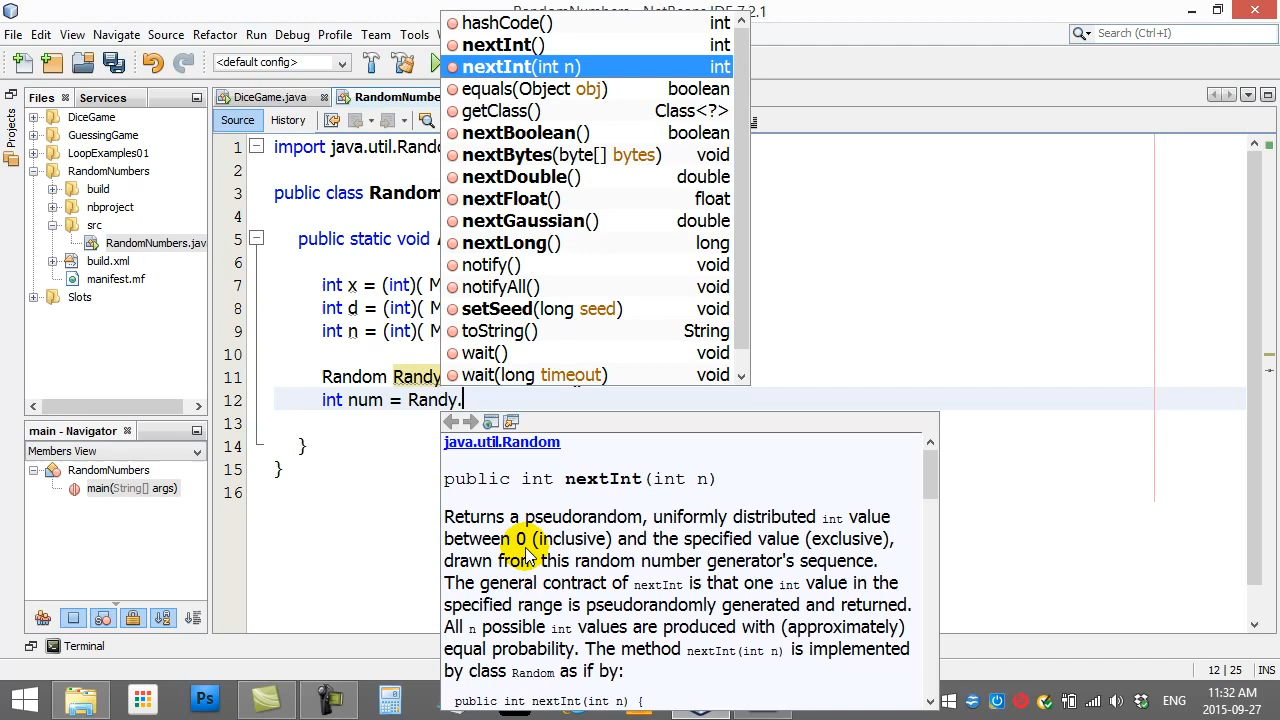 RandomNumbers - NetBeans IDE 7.2.1
File Edit View Navigate Source Refactor Run Debug Profile Team Tools
Search (Ctrl+I)
<default config>
Projects
Files Services
DiceGame.java RandomNumbe
DiceGame
GuessingGame
LoopExamples01
RandomNumbers
build
nbproject
src
RandomNumbers.java
build.xml
manifest.mf
Slots
main - Navigator
Members View
RandomNumbers
main(String[] args)
Source History
1 import java.util.Rando
2
3 public class Random
4
5 public static void
6
7 int x = (int)( M
8 int d = (int)( M
9 int n = (int)( M
10
11 Random Randy
12 int num = Randy.
13
14 }
15 }
16
hashCode() int
nextInt() int
nextInt(int n) int
equals(Object obj) boolean
getClass() Class<?>
nextBoolean() boolean
nextBytes(byte[] bytes) void
nextDouble() double
nextFloat() float
nextGaussian() double
nextLong() long
notify() void
notifyAll() void
setSeed(long seed) void
toString() String
wait() void
wait(long timeout) void
java.util.Random
public int nextInt(int n)
Returns a pseudorandom, uniformly distributed int value
between 0 (inclusive) and the specified value (exclusive),
drawn from this random number generator's sequence.
The general contract of nextInt is that one int value in the
specified range is pseudorandomly generated and returned.
All n possible int values are produced with (approximately)
equal probability. The method nextInt(int n) is implemented
by class Random as if by:
public int nextInt(int n) {
Terminal
12 | 25 INS
Ps
ENG
11:32 AM
2015-09-27